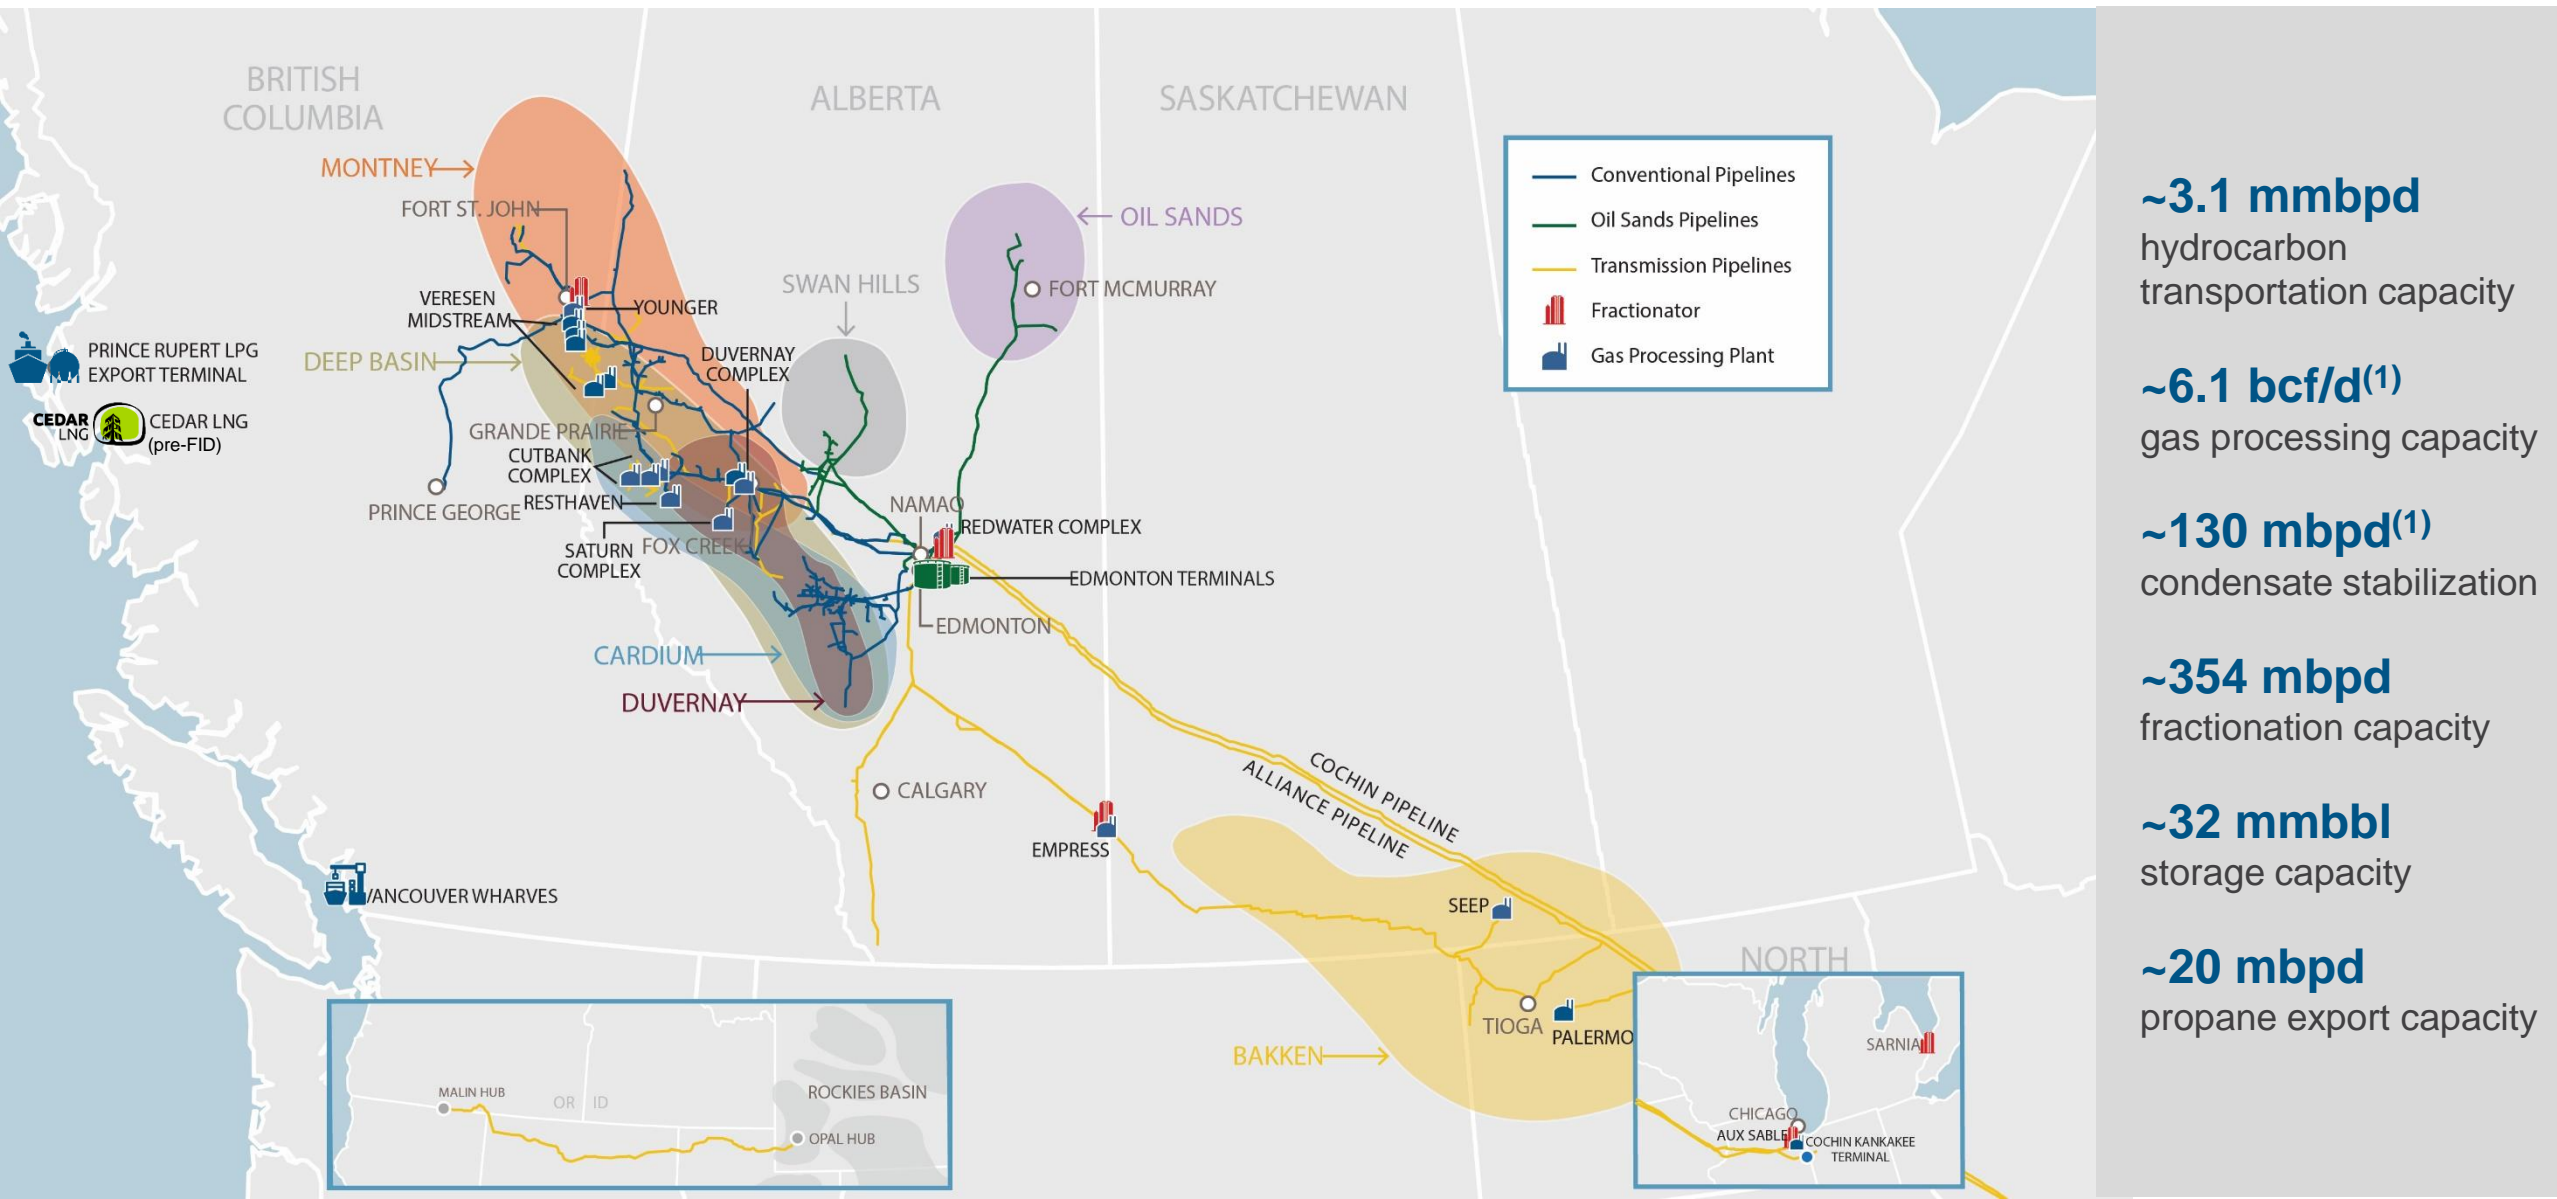 BRITISH
COLUMBIA
ALBERTA
SASKATCHEWAN
MONTNEY
FORT ST. JOHN
OIL SANDS
FORT MCMURRAY
SWAN HILLS
VERESEN
MIDSTREAM
YOUNGER
DEEP BASIN
DUVERNAY
COMPLEX
PRINCE RUPERT LPG
EXPORT TERMINAL
CEDAR
LNG
CEDAR LNG
(pre-FID)
GRANDE PRAIRIE
CUTBANK
COMPLEX
RESTHAVEN
PRINCE GEORGE
SATURN
COMPLEX
FOX CREEK
NAMAO
REDWATER COMPLEX
EDMONTON TERMINALS
EDMONTON
CARDIUM
DUVERNAY
CALGARY
COCHIN PIPELINE
ALLIANCE PIPELINE
EMPRESS
VANCOUVER WHARVES
SEEP
NORTH
TIOGA
PALERMO
BAKKEN
Conventional Pipelines
Oil Sands Pipelines
Transmission Pipelines
Fractionator
Gas Processing Plant
MALIN HUB
OR
ID
ROCKIES BASIN
OPAL HUB
SARNIA
CHICAGO
AUX SABLE
COCHIN KANKAKEE
TERMINAL
~3.1 mmbpd
hydrocarbon
transportation capacity
~6.1 bcf/d(1)
gas processing capacity
~130 mbpd(1)
condensate stabilization
~354 mbpd
fractionation capacity
~32 mmbbl
storage capacity
~20 mbpd
propane export capacity